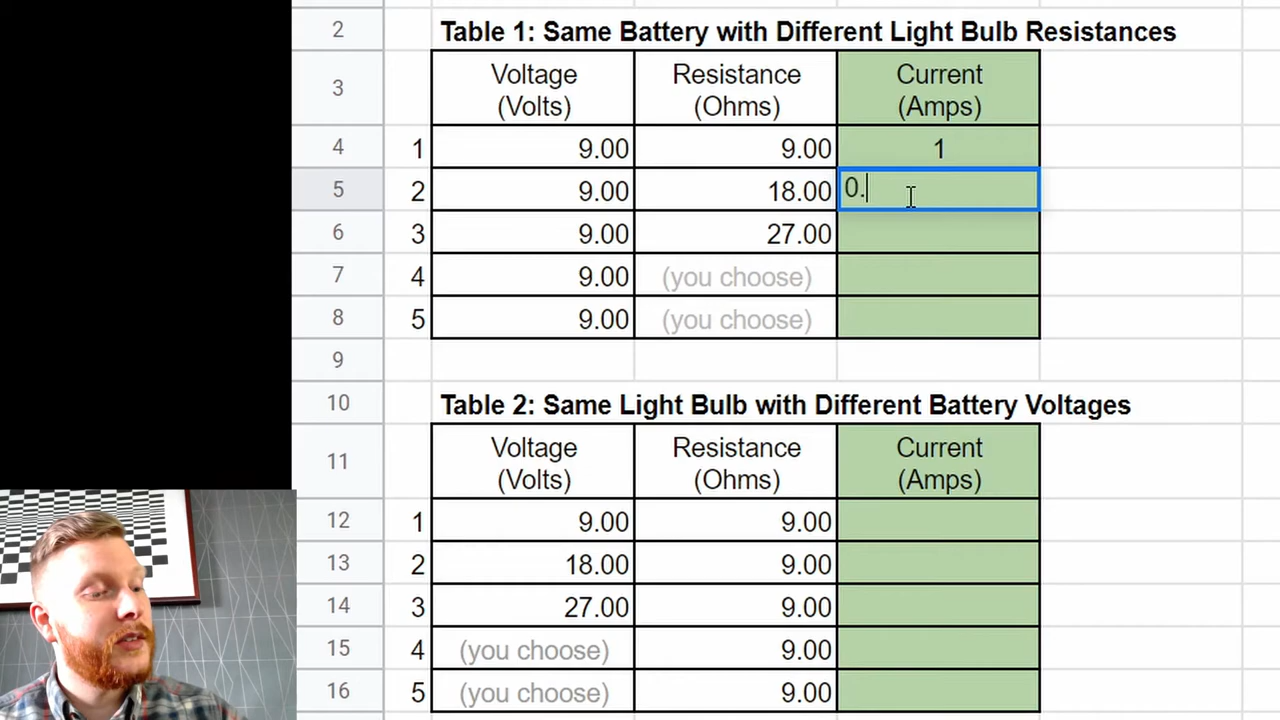 2 Table 1: Same Battery with Different Light Bulb Resistances
3 Voltage (Volts) Resistance (Ohms) Current (Amps)
4 1 9.00 9.00 1
5 2 9.00 18.00 0.
6 3 9.00 27.00
7 4 9.00 (you choose)
8 5 9.00 (you choose)
9
10 Table 2: Same Light Bulb with Different Battery Voltages
11 Voltage (Volts) Resistance (Ohms) Current (Amps)
12 1 9.00 9.00
13 2 18.00 9.00
14 3 27.00 9.00
15 4 (you choose) 9.00
16 5 (you choose) 9.00